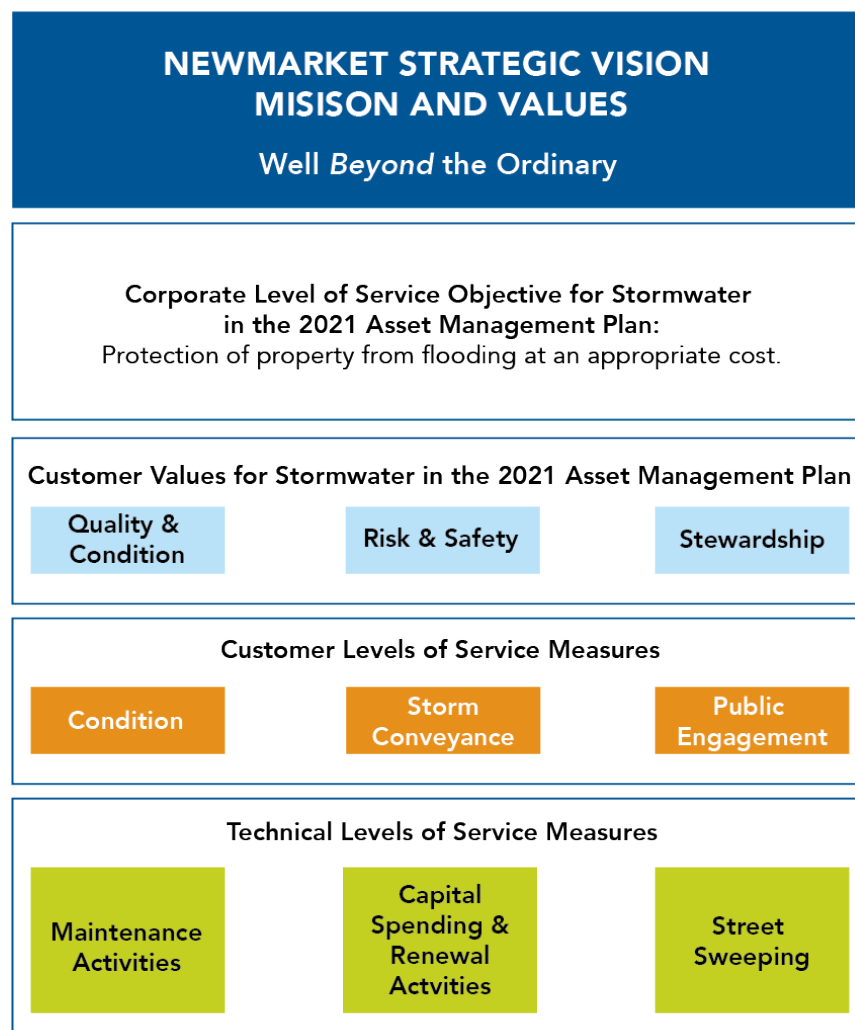 NEWMARKET STRATEGIC VISION
MISISON AND VALUES
Well Beyond the Ordinary
Corporate Level of Service Objective for Stormwater
in the 2021 Asset Management Plan:
Protection of property from flooding at an appropriate cost.
Customer Values for Stormwater in the 2021 Asset Management Plan
Quality &
Condition
Risk & Safety
Stewardship
Customer Levels of Service Measures
Condition
Storm
Conveyance
Public
Engagement
Technical Levels of Service Measures
Maintenance
Activities
Capital
Spending &
Renewal
Actvities
Street
Sweeping